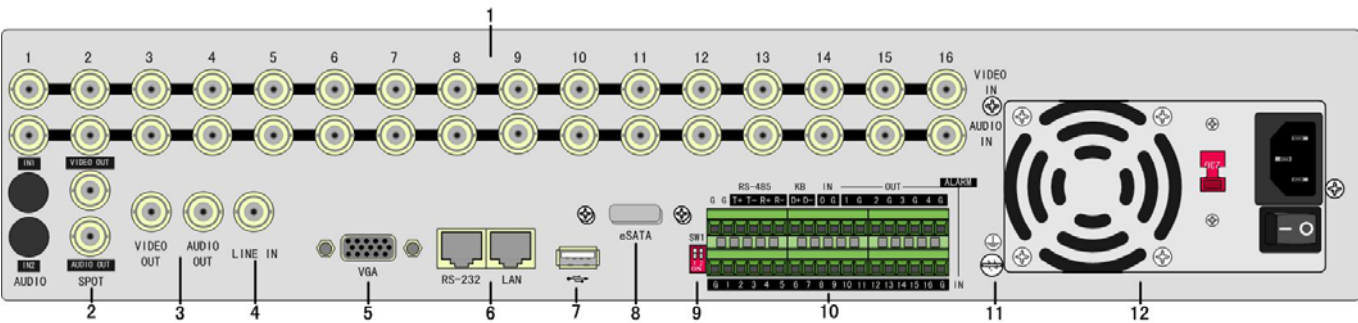 1
1 2 3 4 5 6 7 8 9 10 11 12 13 14 15 16
VIDEO
IN
AUDIO
IN
IN1 VIDEO OUT
230
RS-485 KB IN OUT ALARM
G G T+ T- R+ R- D+ D- 0 G 1 G 2 G 3 G 4 G
SW1
eSATA
VIDEO
OUT
AUDIO
OUT
LINE IN
IN2 AUDIO OUT
AUDIO SPOT
VGA
RS-232 LAN
G 1 2 3 4 5 6 7 8 9 10 11 12 13 14 15 16 G IN
2 3 4 5 6 7 8 9 10 11 12